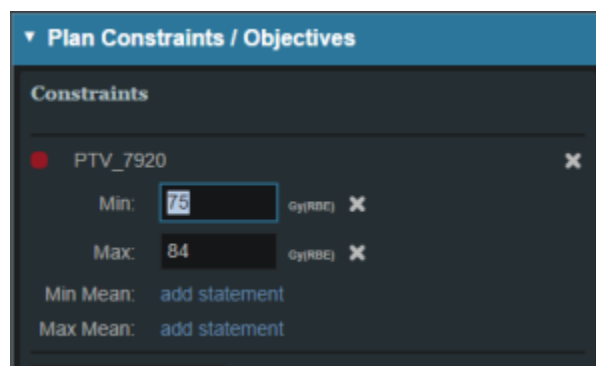 Plan Constraints / Objectives
Constraints
PTV_7920
Min: 75 Gy(RBE)
Max: 84 Gy(RBE)
Min Mean: add statement
Max Mean: add statement